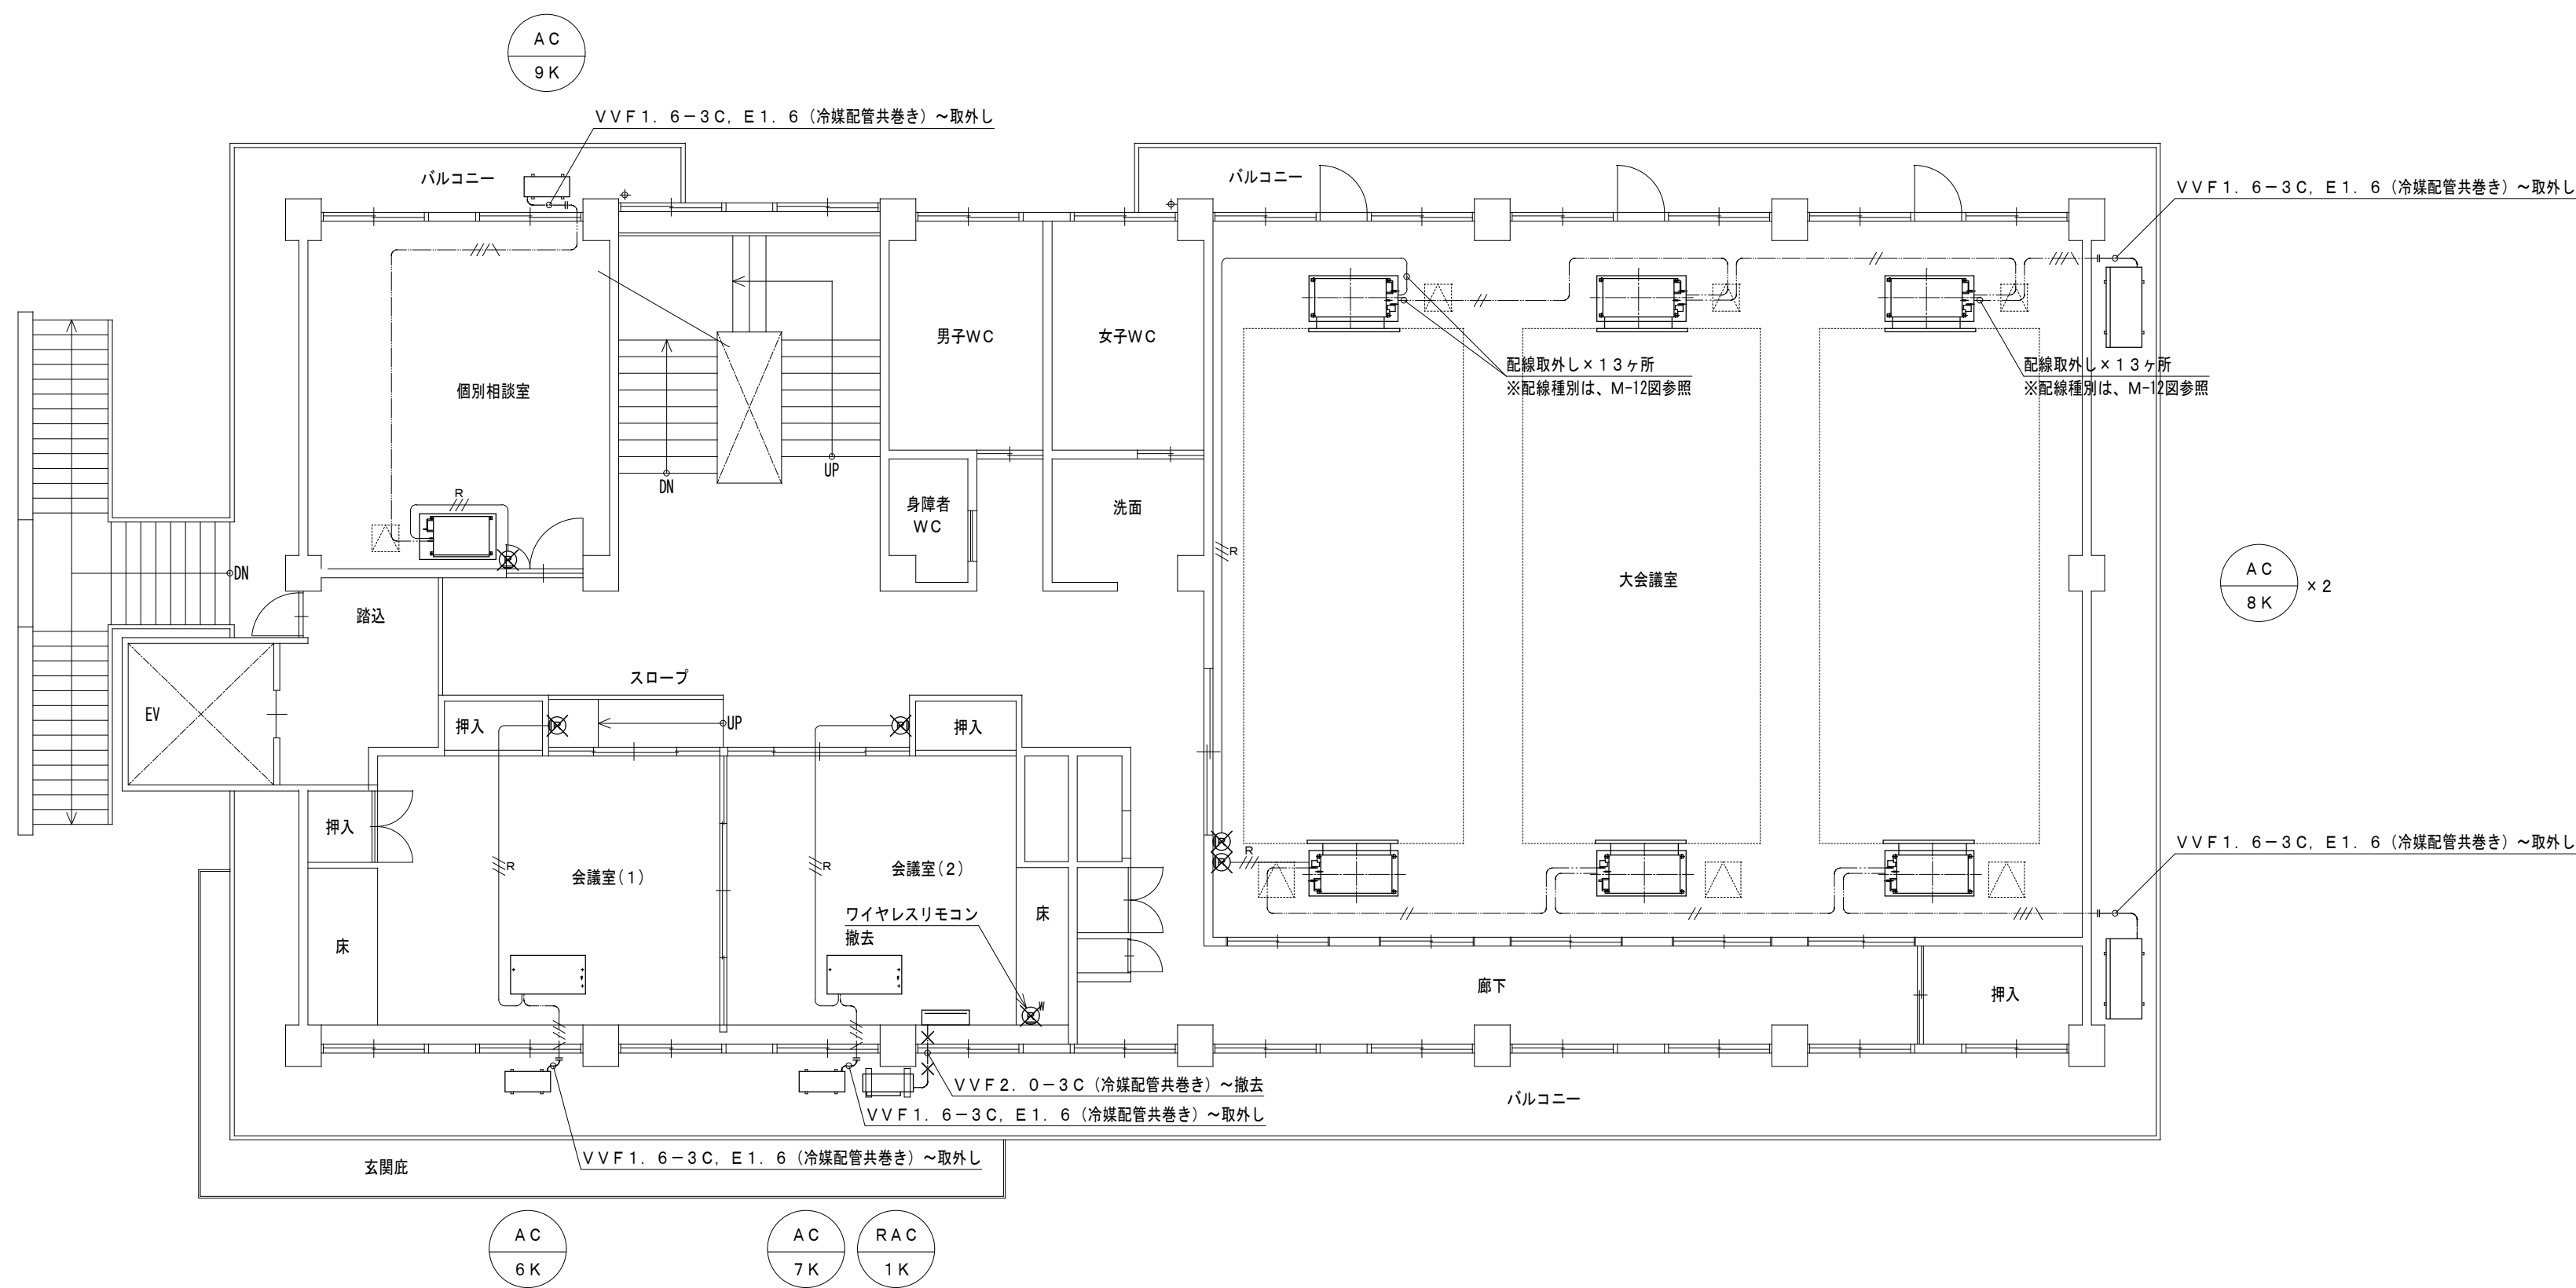 AC
9K
VVF1.6-3C,E1.6(冷媒配管共巻き)~取外し
バルコニー
バルコニー
VVF1.6-3C,E1.6(冷媒配管共巻き)~取外し
男子WC
女子WC
配線取外し×13ヶ所
※配線種別は、M-12図参照
配線取外し×13ヶ所
※配線種別は、M-12図参照
個別相談室
UP
DN
R
身障者
WC
洗面
R
R
DN
大会議室
AC
8K
×2
踏込
スロープ
EV
押入
R
UP
R
押入
押入
VVF1.6-3C,E1.6(冷媒配管共巻き)~取外し
R
R
R
R
R
会議室(1)
会議室(2)
ワイヤレスリモコン
撤去
床
床
廊下
押入
R
W
VVF2.0-3C(冷媒配管共巻き)~撤去
VVF1.6-3C,E1.6(冷媒配管共巻き)~取外し
バルコニー
VVF1.6-3C,E1.6(冷媒配管共巻き)~取外し
玄関庇
AC
6K
AC
7K
RAC
1K